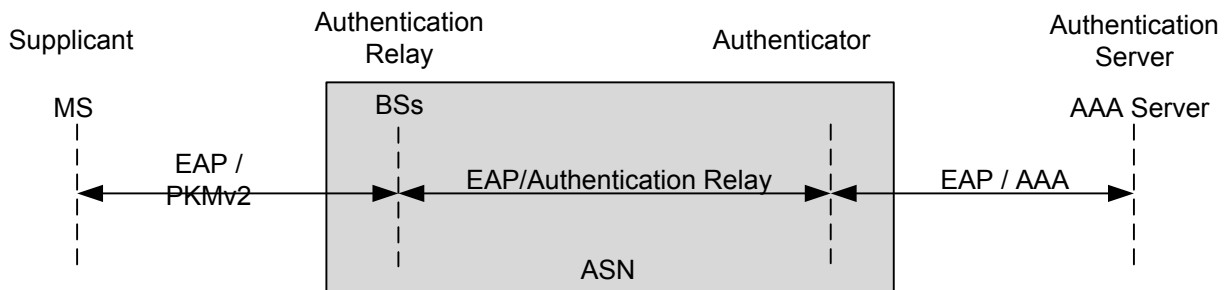 Supplicant
Authentication
Relay
Authenticator
Authentication
Server
MS
BSs
AAA Server
EAP /
PKMv2
EAP/Authentication Relay
EAP / AAA
ASN